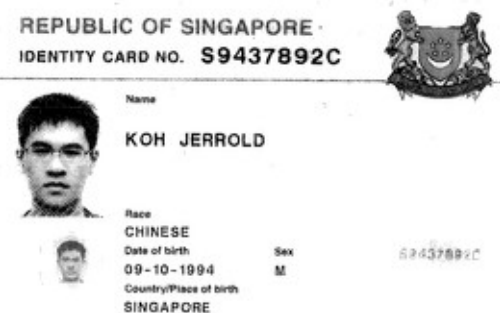 REPUBLIC OF SINGAPORE
IDENTITY CARD NO. S9437892C
Name
KOH JERROLD
Race
CHINESE
Date of birth
Sex
S9437892C
09-10-1994
M
Country/Place of birth
SINGAPORE